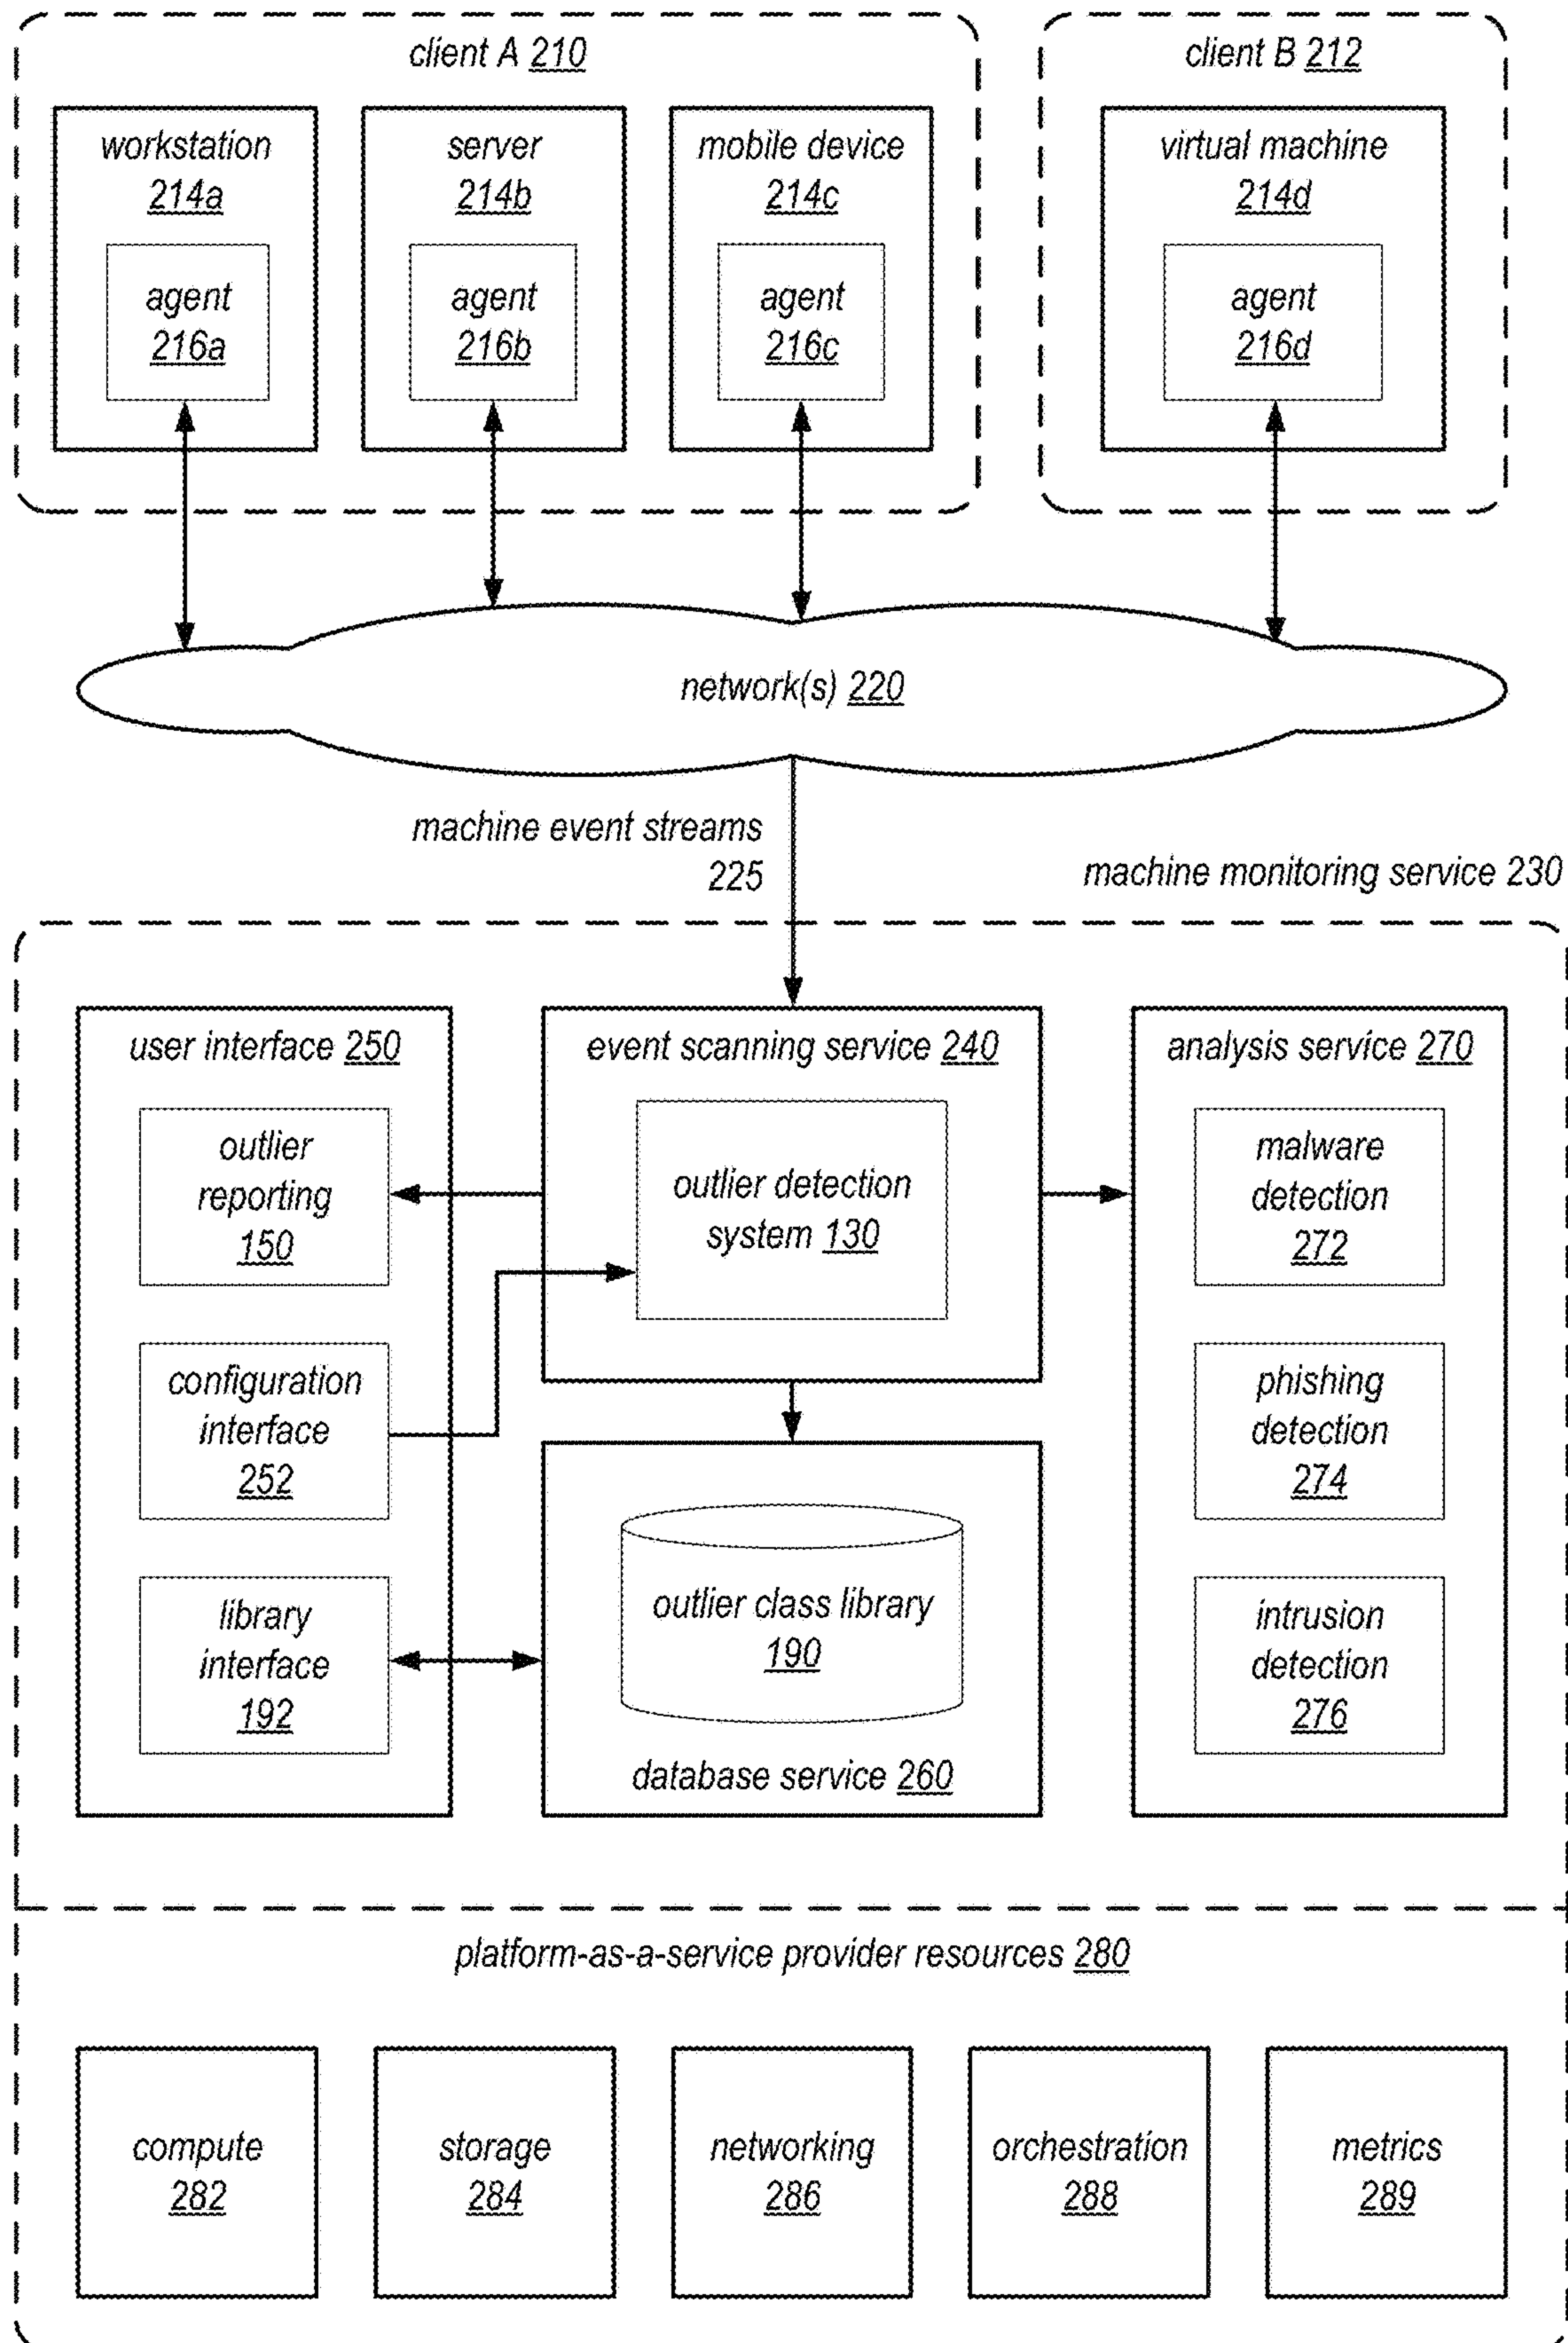 client A 210
client B 212
workstation
214a
server
214b
mobile device
214c
virtual machine
214d
agent
216a
agent
216b
agent
216c
agent
216d
network(s) 220
machine event streams
225
machine monitoring service 230
user interface 250
event scanning service 240
analysis service 270
outlier
reporting
150
outlier detection
system 130
malware
detection
272
configuration
interface
252
phishing
detection
274
library
interface
192
outlier class library
190
intrusion
detection
276
database service 260
platform-as-a-service provider resources 280
compute
282
storage
284
networking
286
orchestration
288
metrics
289